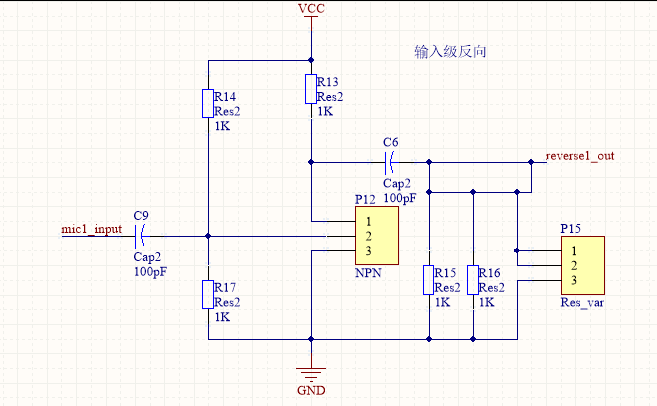 VCC
输入级反向
R14
Res2
1K
R13
Res2
1K
C6
Cap2
100pF
reverse1_out
mic1_input
C9
Cap2
100pF
P12
1
2
3
NPN
R17
Res2
1K
R15
Res2
1K
R16
Res2
1K
P15
1
2
3
Res_var
GND